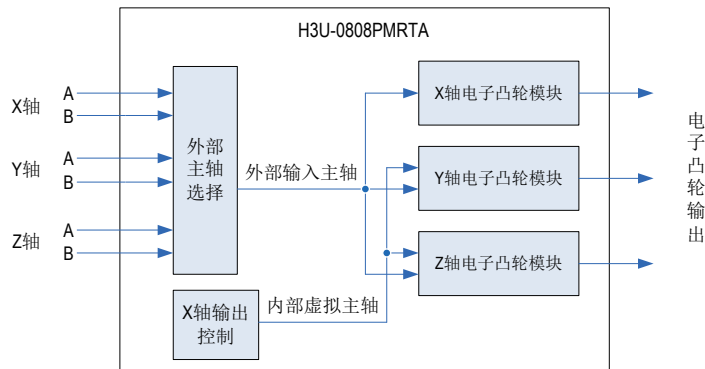 H3U-0808PMRTA
X轴
A
B
Y轴
A
B
Z轴
A
B
外部
主轴
选择
外部输入主轴
X轴输出
控制
内部虚拟主轴
X轴电子凸轮模块
Y轴电子凸轮模块
Z轴电子凸轮模块
电
子
凸
轮
输
出